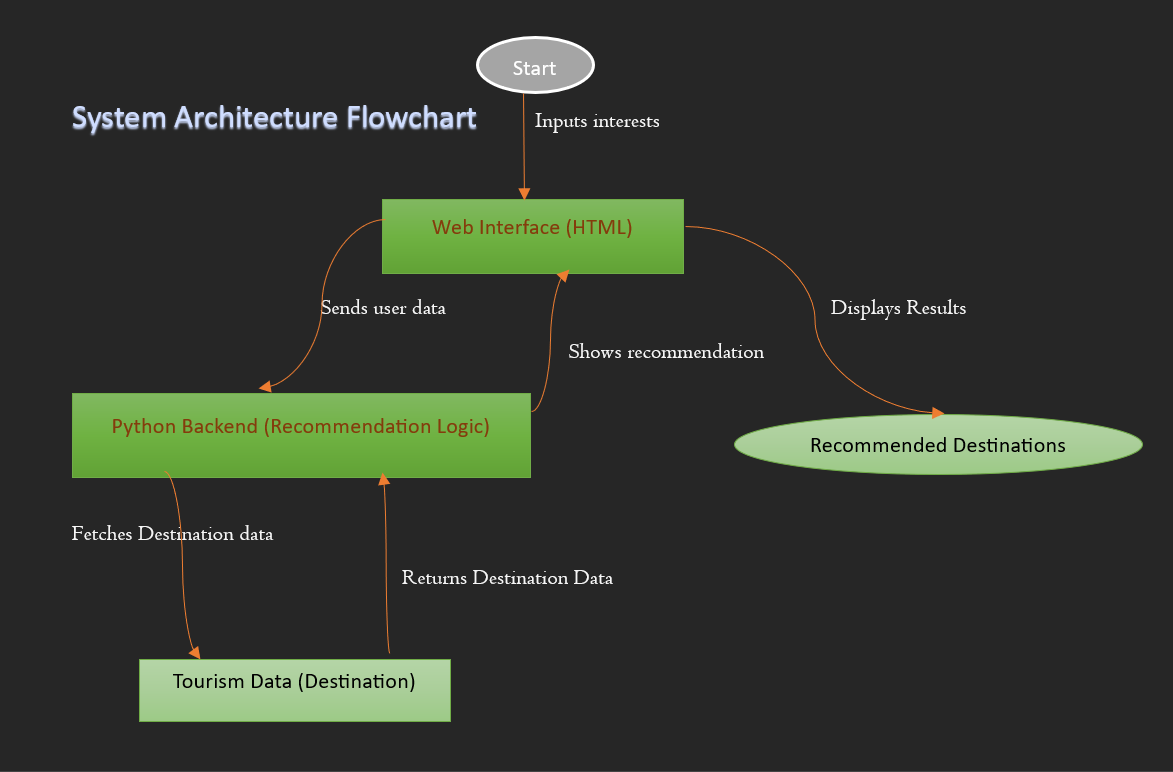 Start
System Architecture Flowchart
Inputs interests
Web Interface (HTML)
Sends user data
Displays Results
Shows recommendation
Python Backend (Recommendation Logic)
Recommended Destinations
Fetches Destination data
Returns Destination Data
Tourism Data (Destination)